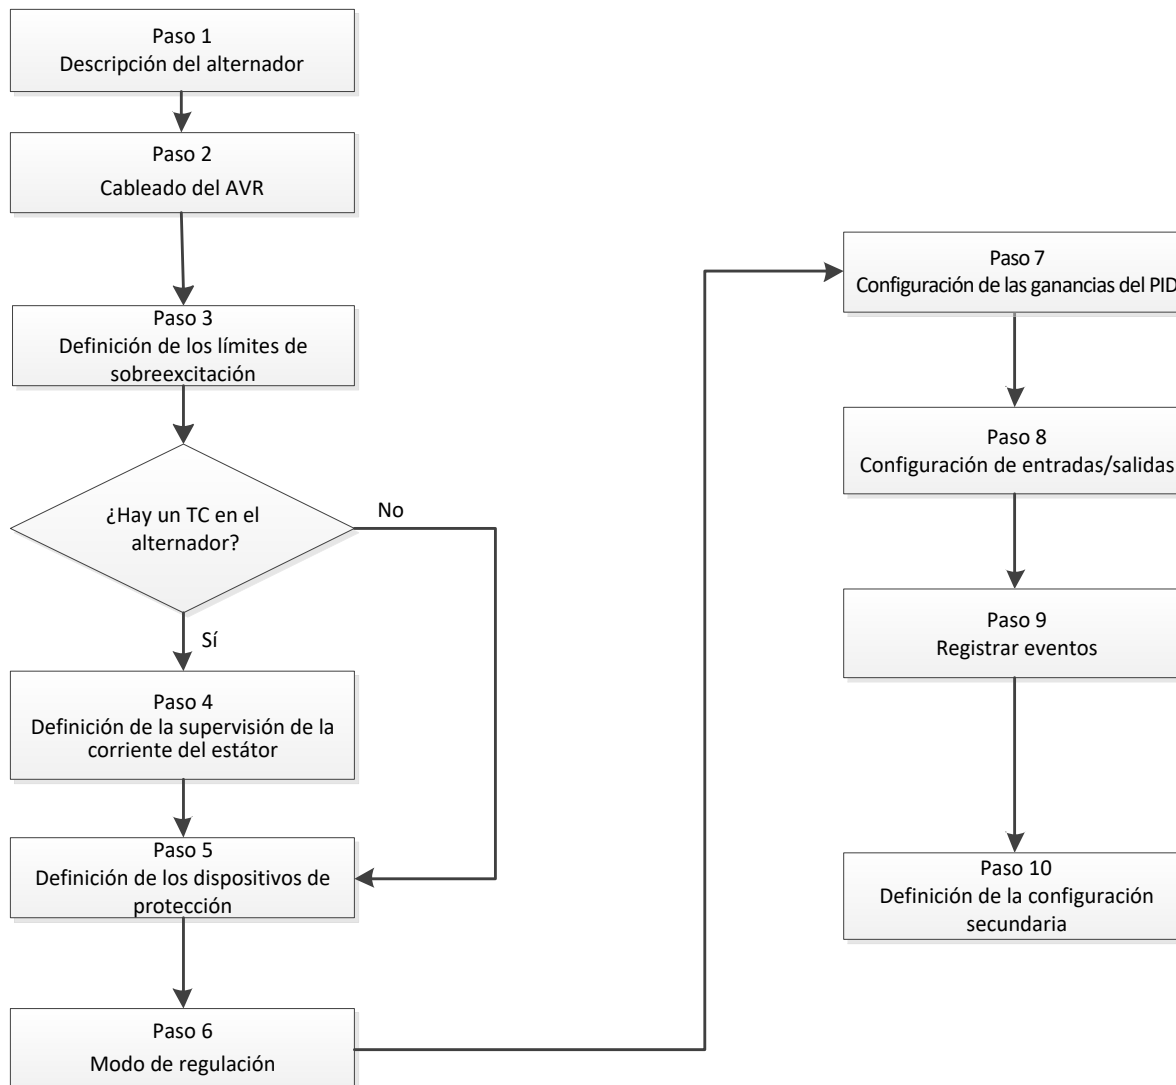 Paso 1
Descripción del alternador
Paso 2
Cableado del AVR
Paso 3
Definición de los límites de
sobreexcitación
¿Hay un TC en el
alternador?
No
Sí
Paso 4
Definición de la supervisión de la
corriente del estátor
Paso 5
Definición de los dispositivos de
protección
Paso 6
Modo de regulación
Paso 7
Configuración de las ganancias del PID
Paso 8
Configuración de entradas/salidas
Paso 9
Registrar eventos
Paso 10
Definición de la configuración
secundaria